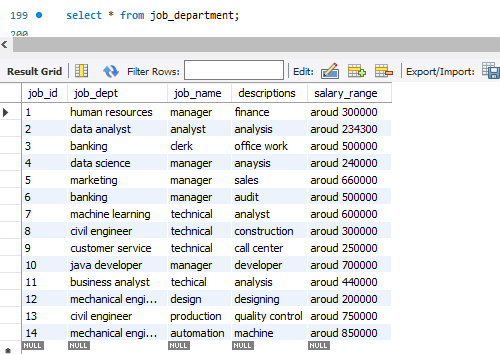 199 select * from job_department;
200
Result Grid Filter Rows: Edit: Export/Import:
job_id job_dept job_name descriptions salary_range
1 human resources manager finance aroud 300000
2 data analyst analyst analysis aroud 234300
3 banking clerk office work aroud 500000
4 data science manager anaysis aroud 240000
5 marketing manager sales aroud 660000
6 banking manager audit aroud 500000
7 machine learning technical analyst aroud 600000
8 civil engineer technical construction aroud 300000
9 customer service technical call center aroud 250000
10 java developer manager developer aroud 700000
11 business analyst techical analysis aroud 440000
12 mechanical engi... design designing aroud 200000
13 civil engineer production quality control aroud 750000
14 mechanical engi... automation machine aroud 850000
NULL NULL NULL NULL NULL